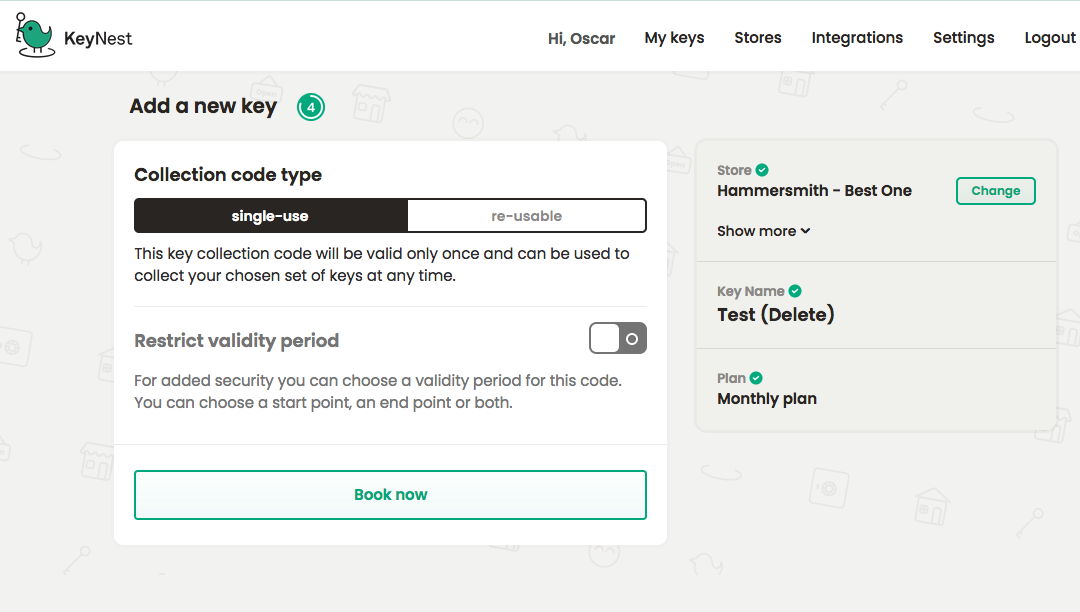 KeyNest
Hi, Oscar
My keys
Stores
Integrations
Settings
Logout
Add a new key
4
Collection code type
single-use
re-usable
This key collection code will be valid only once and can be used to
collect your chosen set of keys at any time.
Restrict validity period
For added security you can choose a validity period for this code.
You can choose a start point, an end point or both.
Book now
Store
Hammersmith - Best One
Change
Show more
Key Name
Test (Delete)
Plan
Monthly plan